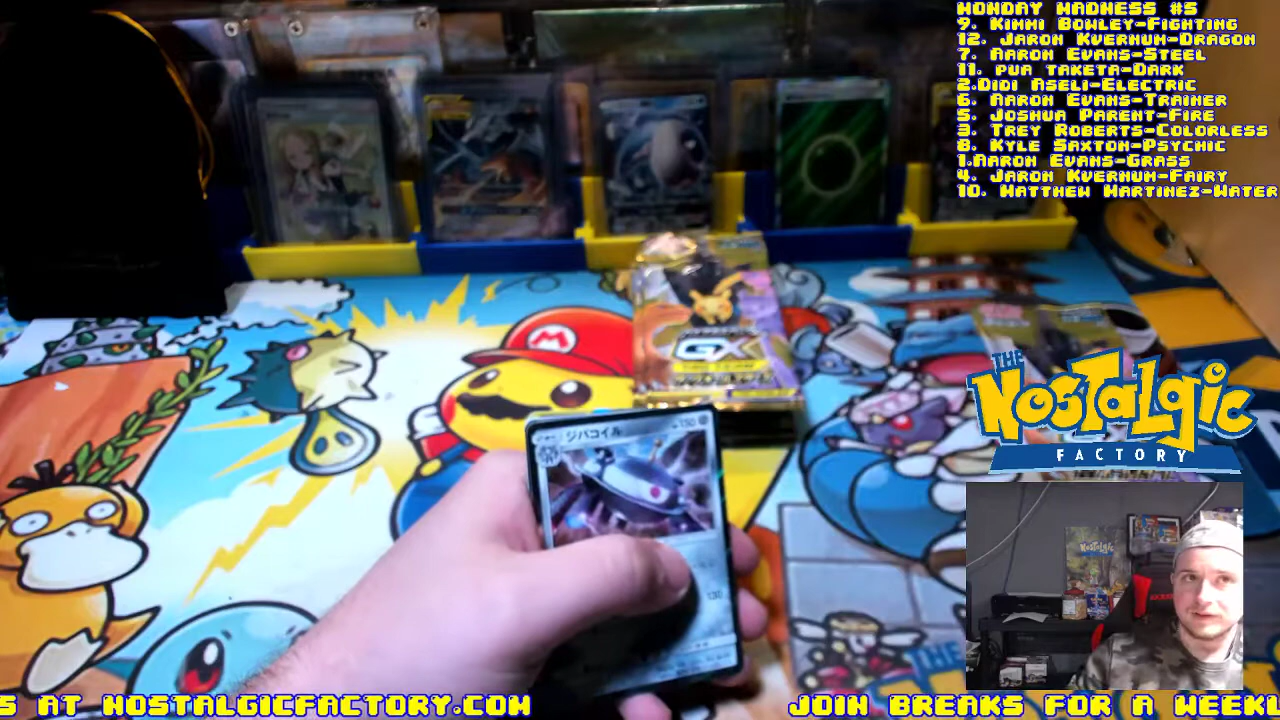 MONDAY MADNESS #5
9. KIMMI BOWLEY-FIGHTING
12. JARON KVERNUM-DRAGON
7. AARON EVANS-STEEL
11. PUA TAKETA-DARK
2.DIDI ASELI-ELECTRIC
6. AARON EVANS-TRAINER
5. JOSHUA PARENT-FIRE
3. TREY ROBERTS-COLORLESS
8. KYLE SAXTON-PSYCHIC
1.AARON EVANS-GRASS
4. JARON KVERNUM-FAIRY
10. MATTHEW MARTINEZ-WATER
M
GX
ジバコイル
130
THE
NOSTALGIC
FACTORY
NOSTALGIC
THE
S AT NOSTALGICFACTORY.COM
JOIN BREAKS FOR A WEEKL